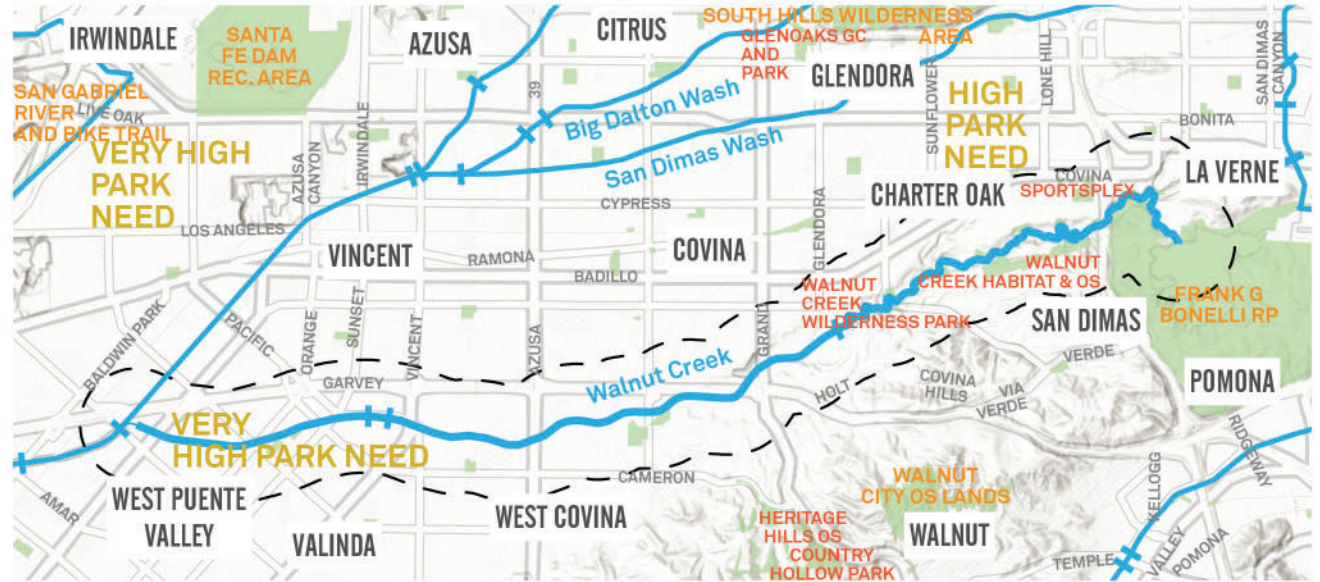 IRWINDALE
SANTA
FE DAM
REC. AREA
AZUSA
CITRUS
SOUTH HILLS WILDERNESS
AREA
GLENOAKS GC
AND
PARK
GLENDORA
SAN DIMAS
CANYON
LONE HILL
SUNFLOWER
HIGH
PARK
NEED
39
SAN GABRIEL
RIVER
AND BIKE TRAIL
LIVE OAK
VERY HIGH
PARK
NEED
AZUSA
CANYON
IRWINDALE
Big Dalton Wash
San Dimas Wash
BONITA
COVINA
SPORTSPLEX
LA VERNE
CHARTER OAK
CYPRESS
LOS ANGELES
VINCENT
RAMONA
BADILLO
COVINA
GLENDORA
WALNUT
CREEK
WILDERNESS PARK
WALNUT
CREEK HABITAT & OS
FRANK G
BONELLI RP
SAN DIMAS
BALDWIN PARK
PACIFIC
ORANGE
SUNSET
VINCENT
AZUSA
GRAND
GARVEY
Walnut Creek
HOLT
COVINA
HILLS
VIA
VERDE
VERDE
POMONA
VERY
HIGH PARK NEED
AMAR
WEST PUENTE
VALLEY
VALINDA
WEST COVINA
CAMERON
WALNUT
CITY OS LANDS
WALNUT
HERITAGE
HILLS OS
COUNTRY
HOLLOW PARK
RIDGEWAY
KELLOGG
VALLEY
POMONA
TEMPLE